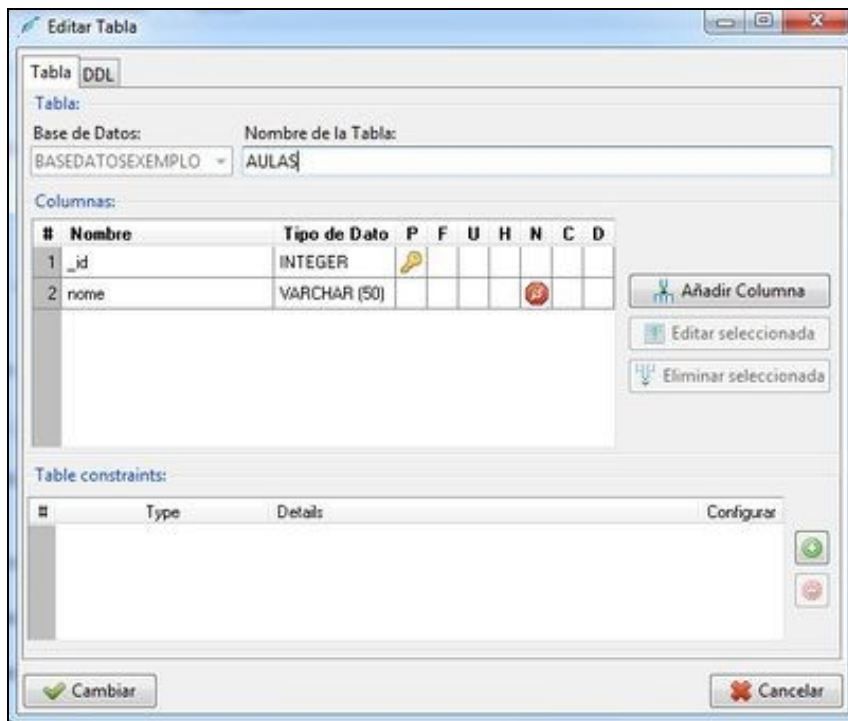 Editar Tabla
Tabla DDL
Tabla:
Base de Datos: Nombre de la Tabla:
BASEDATOSEXEMPLO AULAS
Columnas:
# Nombre Tipo de Dato P F U H N C D
1 _id INTEGER
2 nome VARCHAR (50)
Añadir Columna
Editar seleccionada
Eliminar seleccionada
Table constraints:
# Type Details Configurar
Cambiar Cancelar